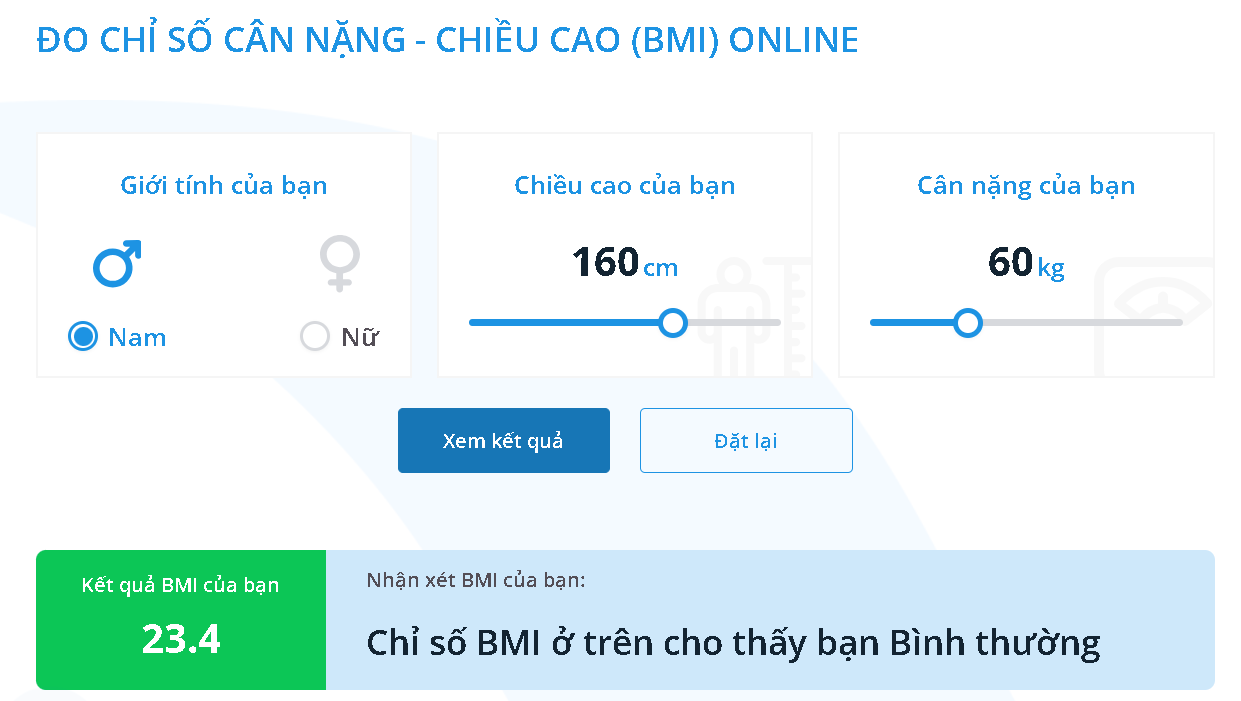 ĐO CHỈ SỐ CÂN NẶNG - CHIỀU CAO (BMI) ONLINE
Giới tính của bạn
Nam
Nữ
Chiều cao của bạn
160 cm
Cân nặng của bạn
60 kg
Xem kết quả
Đặt lại
Kết quả BMI của bạn
23.4
Nhận xét BMI của bạn:
Chỉ số BMI ở trên cho thấy bạn Bình thường